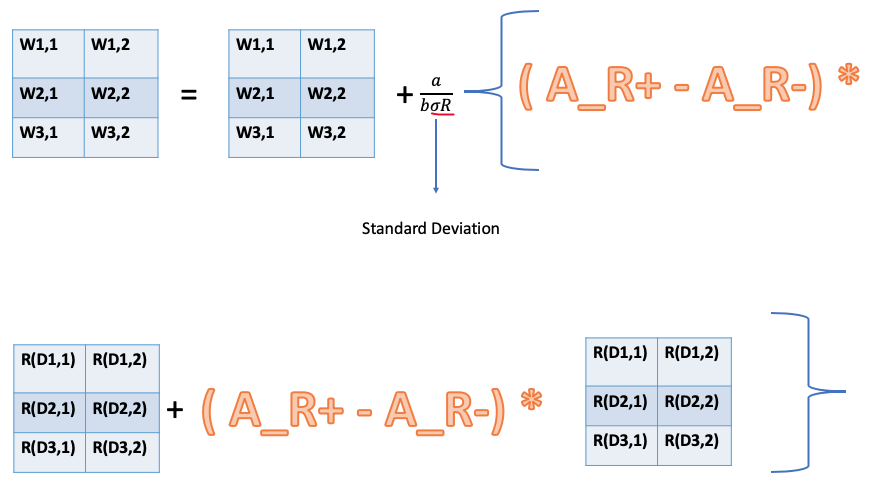 W1,1 W1,2 W1,1 W1,2
W2,1 W2,2 = W2,1 W2,2 + a/bσR ( A_R+ - A_R-) *
W3,1 W3,2 W3,1 W3,2
Standard Deviation
R(D1,1) R(D1,2) R(D1,1) R(D1,2)
R(D2,1) R(D2,2) + ( A_R+ - A_R-) * R(D2,1) R(D2,2)
R(D3,1) R(D3,2) R(D3,1) R(D3,2)